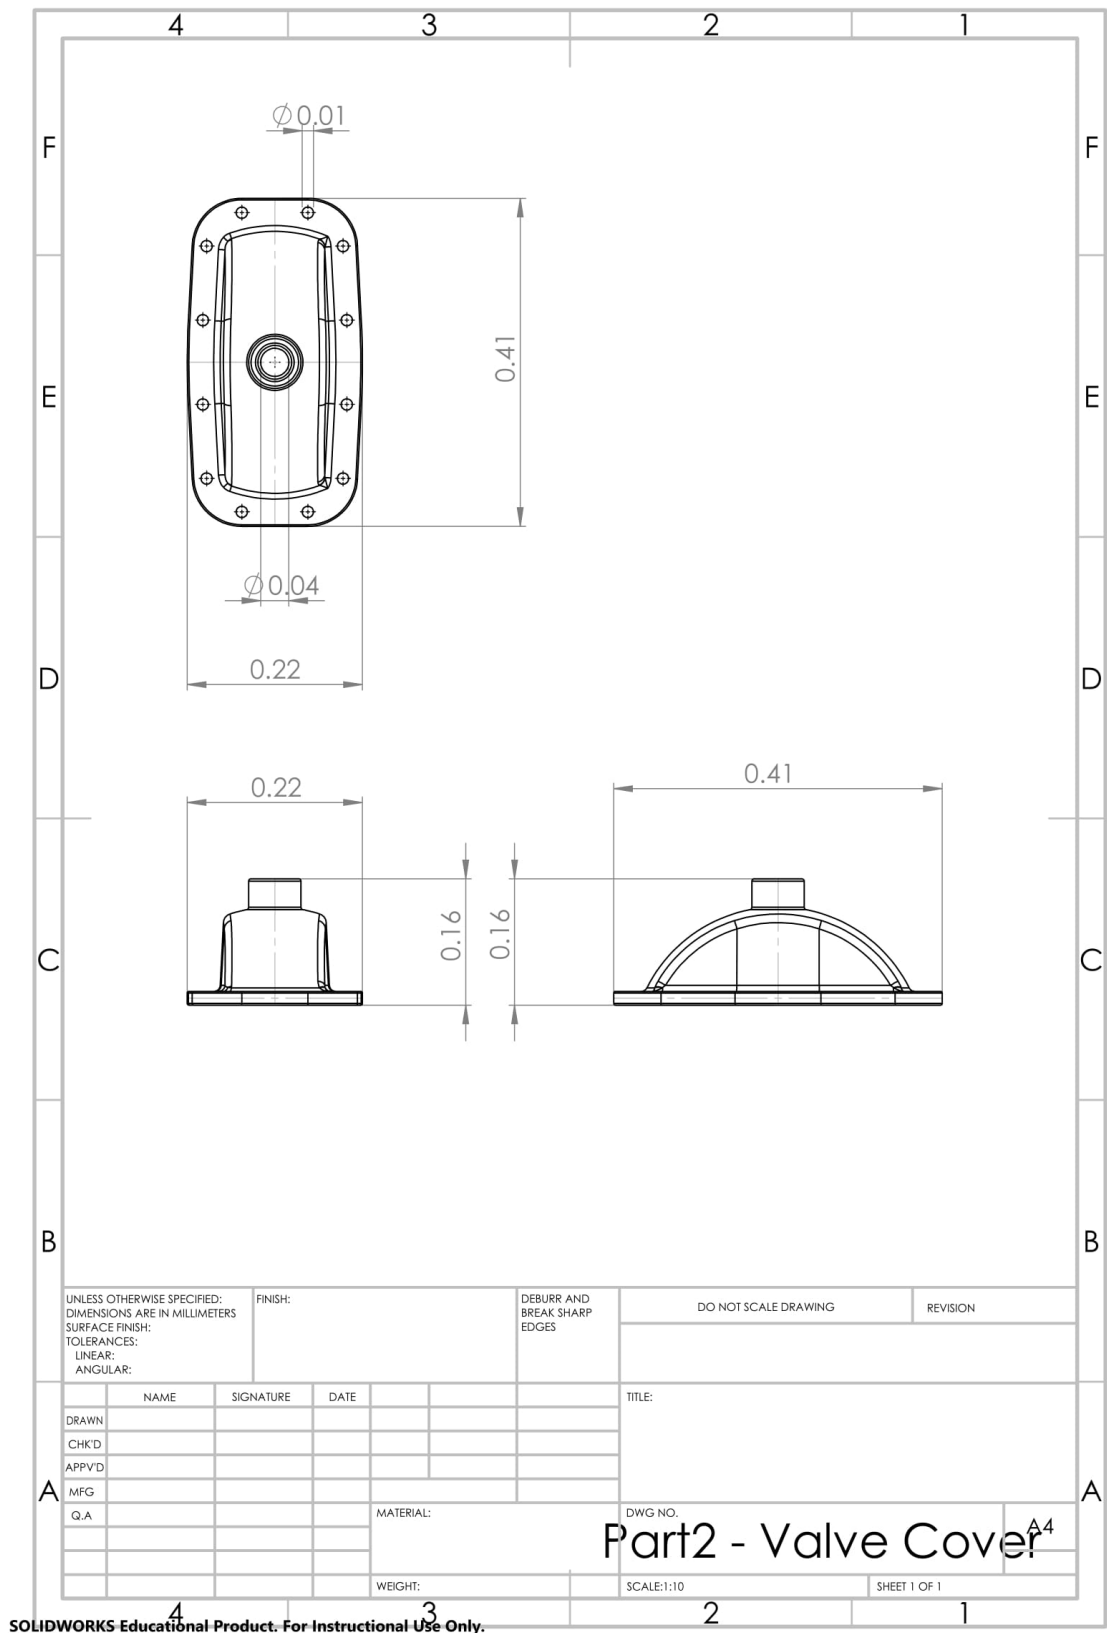 4 3 2 1
F F
⌀0.01
0.41
E E
⌀0.04
0.22
D D
0.22
0.41
0.16
0.16
C C
B B
UNLESS OTHERWISE SPECIFIED:
DIMENSIONS ARE IN MILLIMETERS
SURFACE FINISH:
TOLERANCES:
LINEAR:
ANGULAR:
FINISH:
DEBURR AND
BREAK SHARP
EDGES
DO NOT SCALE DRAWING
REVISION
NAME SIGNATURE DATE
TITLE:
DRAWN
CHK'D
APPV'D
MFG
Q.A
A A
MATERIAL:
DWG NO.
Part2 - Valve Cover
A4
WEIGHT:
SCALE:1:10
SHEET 1 OF 1
4 3 2 1
SOLIDWORKS Educational Product. For Instructional Use Only.